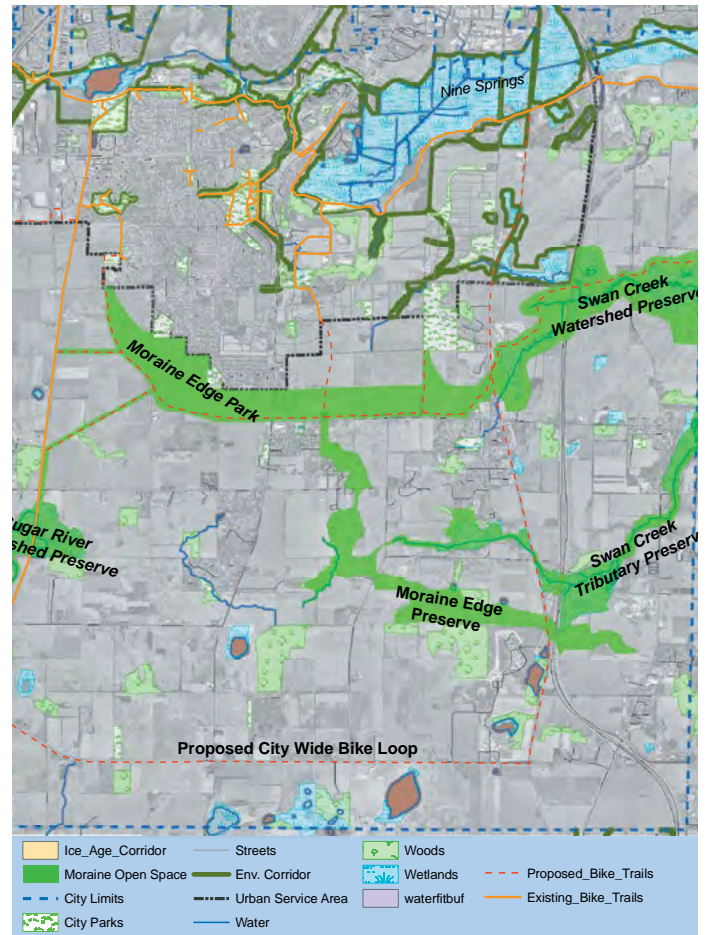 Nine Springs
Swan Creek
Watershed Preserve
Moraine Edge Park
ugar River
shed Preserve
Swan Creek
Tributary Preserv
Moraine Edge
Preserve
Proposed City Wide Bike Loop
Ice_Age_Corridor
Moraine Open Space
City Limits
City Parks
Streets
Env. Corridor
Urban Service Area
Water
Woods
Wetlands
waterfitbuf
Proposed_Bike_Trails
Existing_Bike_Trails